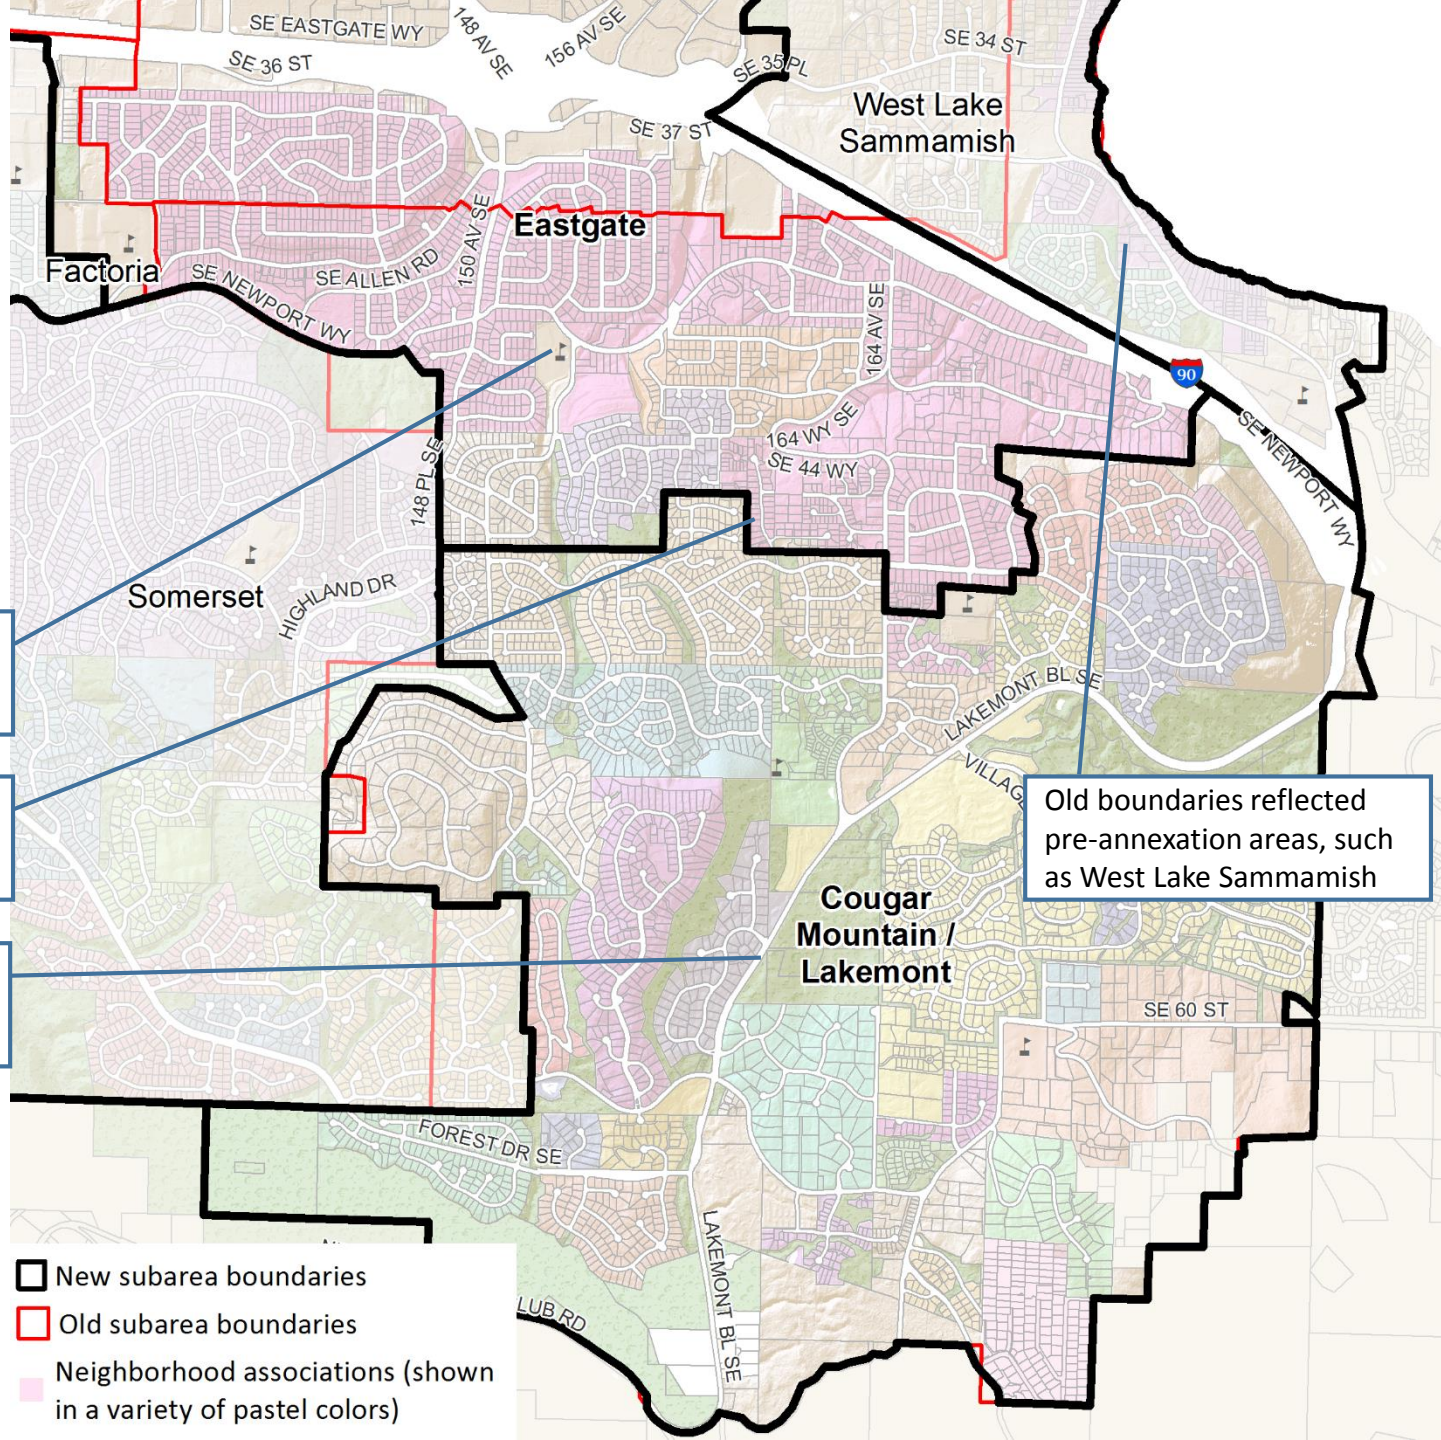 SE EASTGATE WY
148 AV SE
156 AV SE
SE 34 ST
SE 36 ST
SE 35 PL
West Lake
Sammamish
SE 37 ST
150 AV SE
Eastgate
Factoria
SE NEWPORT WY
SE ALLEN RD
164 AV SE
90
164 WY SE
SE 44 WY
148 PL SE
SE NEWPORT WY
Somerset
HIGHLAND DR
LAKEMONT BL SE
VILLAGE
Old boundaries reflected
pre-annexation areas, such
as West Lake Sammamish
Cougar
Mountain /
Lakemont
SE 60 ST
FOREST DR SE
LAKEMONT BL SE
LUB RD
New subarea boundaries
Old subarea boundaries
Neighborhood associations (shown
in a variety of pastel colors)